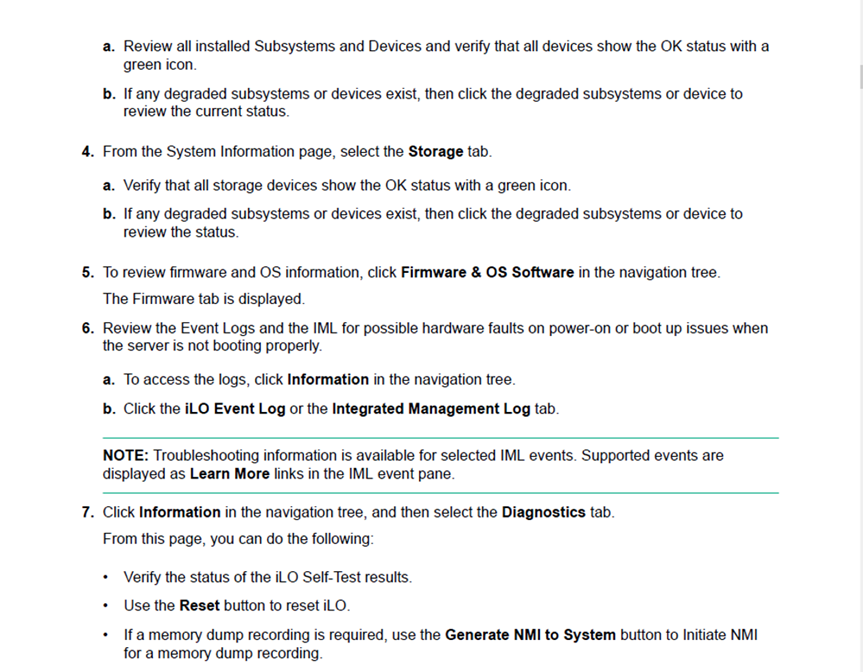 a. Review all installed Subsystems and Devices and verify that all devices show the OK status with a
green icon.
b. If any degraded subsystems or devices exist, then click the degraded subsystems or device to
review the current status.
4. From the System Information page, select the Storage tab.
a. Verify that all storage devices show the OK status with a green icon.
b. If any degraded subsystems or devices exist, then click the degraded subsystems or device to
review the status.
5. To review firmware and OS information, click Firmware & OS Software in the navigation tree.
The Firmware tab is displayed.
6. Review the Event Logs and the IML for possible hardware faults on power-on or boot up issues when
the server is not booting properly.
a. To access the logs, click Information in the navigation tree.
b. Click the iLO Event Log or the Integrated Management Log tab.
NOTE: Troubleshooting information is available for selected IML events. Supported events are
displayed as Learn More links in the IML event pane.
7. Click Information in the navigation tree, and then select the Diagnostics tab.
From this page, you can do the following:
• Verify the status of the iLO Self-Test results.
• Use the Reset button to reset iLO.
• If a memory dump recording is required, use the Generate NMI to System button to Initiate NMI
for a memory dump recording.